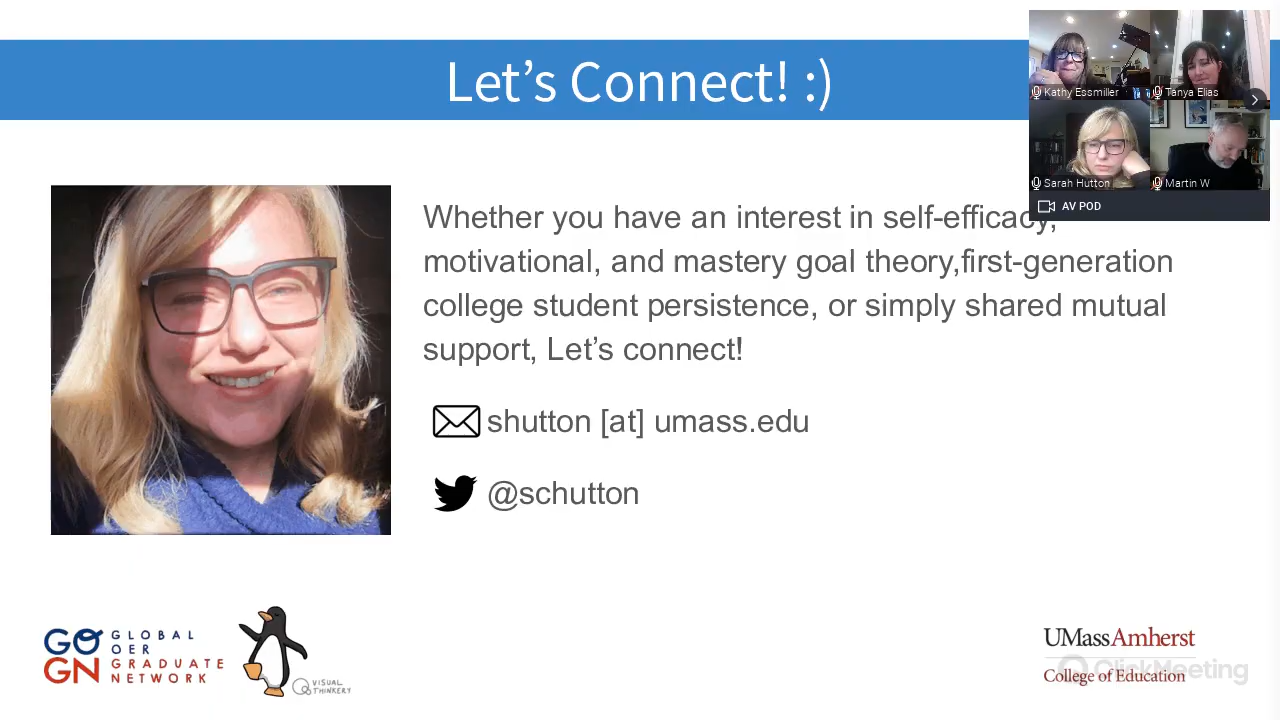 Let’s Connect! :)
Kathy Essmiller
Tanya Elias
Sarah Hutton
Martin W
AV POD
Whether you have an interest in self-efficacy,
motivational, and mastery goal theory,first-generation
college student persistence, or simply shared mutual
support, Let’s connect!
shutton [at] umass.edu
@schutton
GO
GN
GLOBAL
OER
GRADUATE
NETWORK
VISUAL
THINKERY
UMassAmherst
ClickMeeting
College of Education